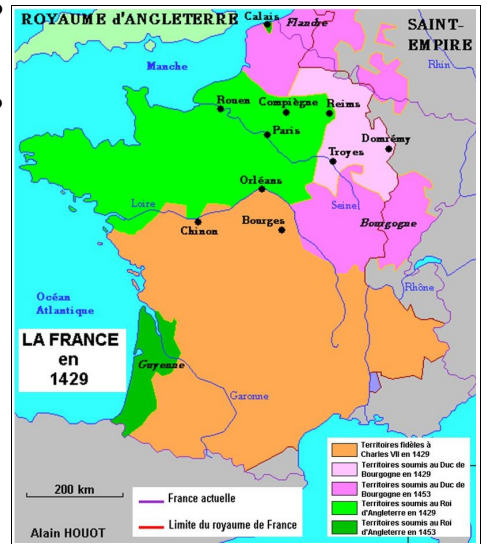 ROYAUME d'ANGLETERRE
Calais
Flandre
SAINT-
EMPIRE
Rhin
Manche
Rouen
Compiègne
Reims
Paris
Domrémy
Troyes
Orléans
Loire
Seinel
Chinon
Bourges
Bourgogne
Océan
Atlantique
Rhône
LA FRANCE
en
1429
Guyenne
Garonne
200 km
France actuelle
Limite du royaume de France
Alain HOUOT
Territoires fidèles à
Charles VII en 1429
Territoires soumis au Duc de
Bourgogne en 1429
Territoires soumis au Duc de
Bourgogne en 1453
Territoires soumis au Roi
d'Angleterre en 1429
Territoires soumis au Roi
d'Angleterre en 1453